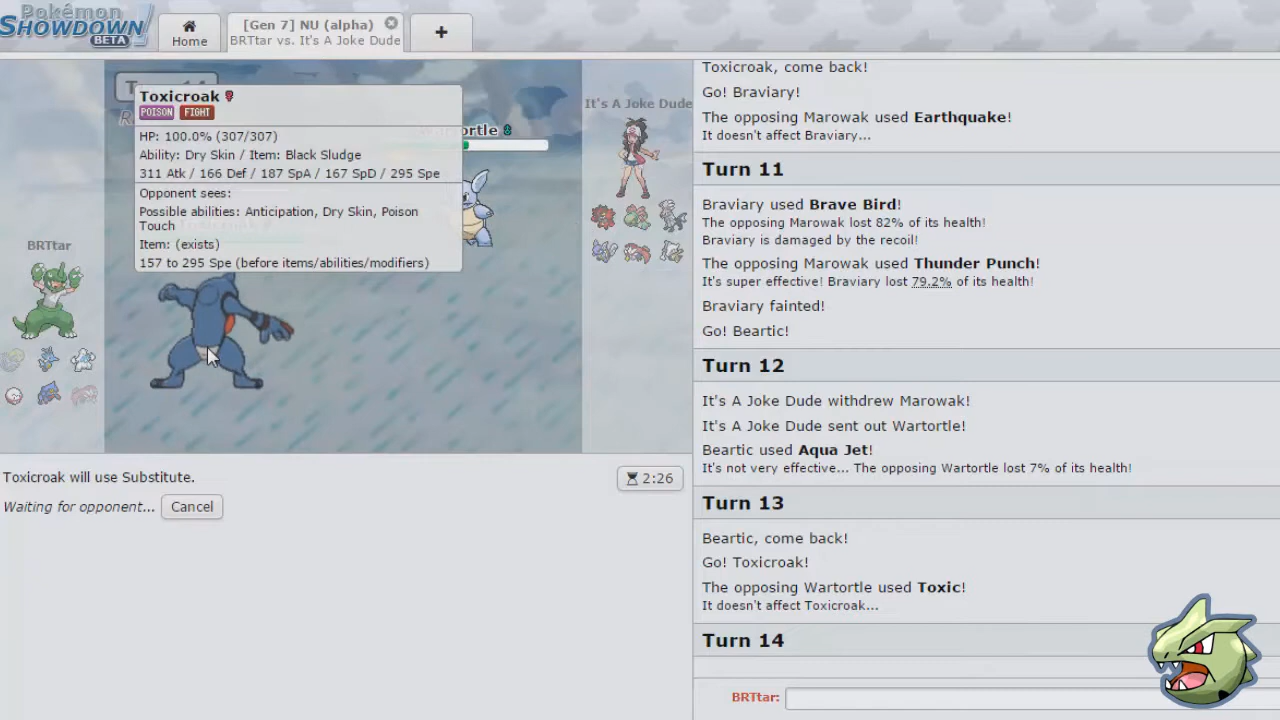 Pokémon
SHOWDOWN
BETA
Home
[Gen 7] NU (alpha)
BRTtar vs. It's A Joke Dude
+
Toxicroak
POISON FIGHT
HP: 100.0% (307/307)
Ability: Dry Skin / Item: Black Sludge
311 Atk / 166 Def / 187 SpA / 167 SpD / 295 Spe
Opponent sees:
Possible abilities: Anticipation, Dry Skin, Poison
Touch
Item: (exists)
157 to 295 Spe (before items/abilities/modifiers)
It's A Joke Dude
BRTtar
Toxicroak will use Substitute.
2:26
Waiting for opponent... Cancel
Toxicroak, come back!
Go! Braviary!
The opposing Marowak used Earthquake!
It doesn't affect Braviary...
Turn 11
Braviary used Brave Bird!
The opposing Marowak lost 82% of its health!
Braviary is damaged by the recoil!
The opposing Marowak used Thunder Punch!
It's super effective! Braviary lost 79.2% of its health!
Braviary fainted!
Go! Beartic!
Turn 12
It's A Joke Dude withdrew Marowak!
It's A Joke Dude sent out Wartortle!
Beartic used Aqua Jet!
It's not very effective... The opposing Wartortle lost 7% of its health!
Turn 13
Beartic, come back!
Go! Toxicroak!
The opposing Wartortle used Toxic!
It doesn't affect Toxicroak...
Turn 14
BRTtar: